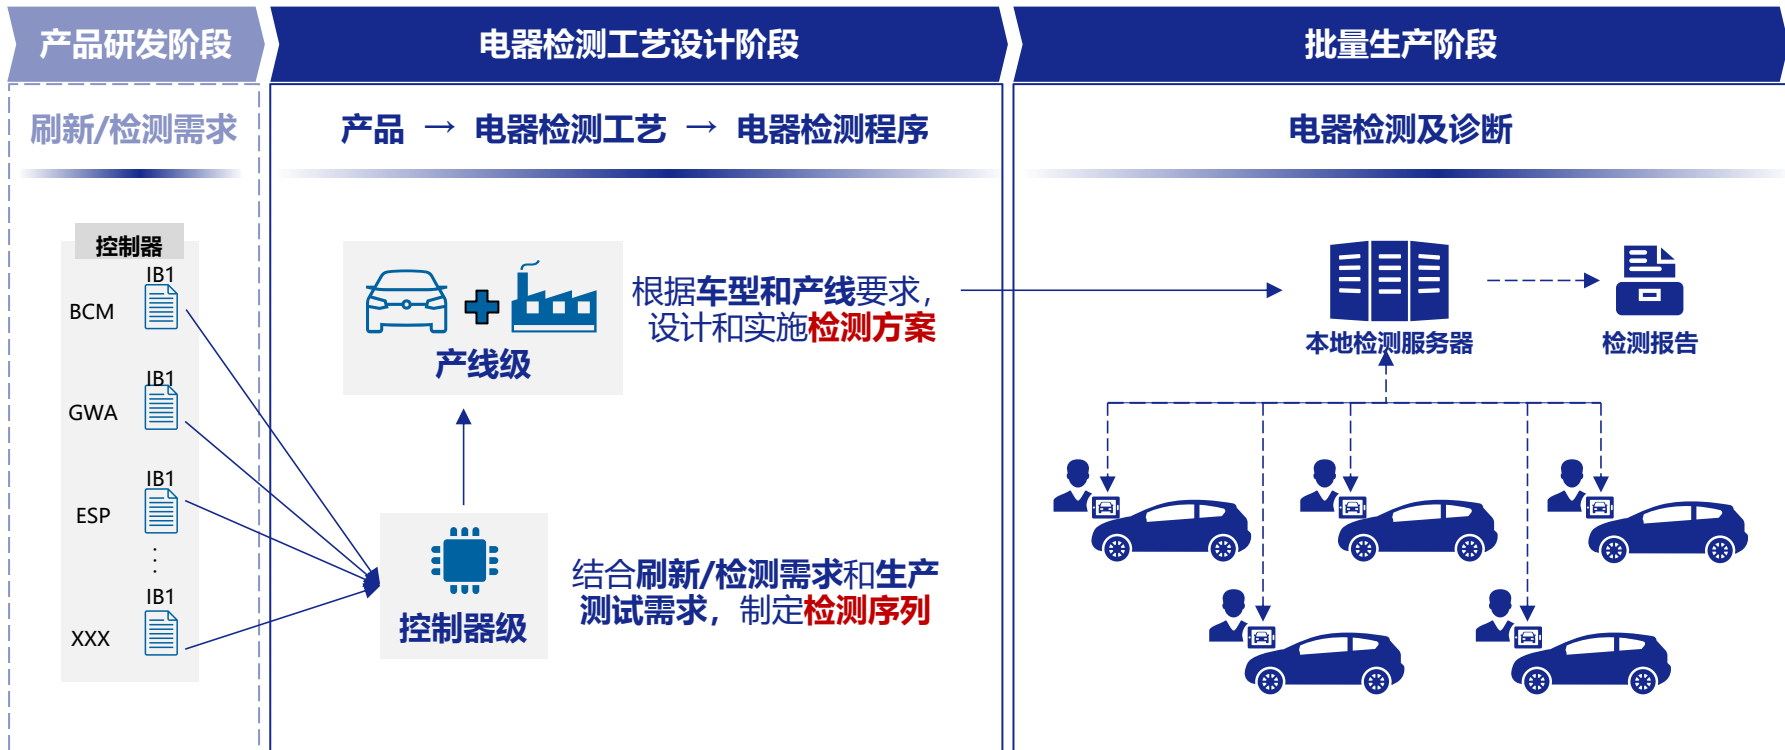 产品研发阶段
电器检测工艺设计阶段
批量生产阶段
刷新/检测需求
产品 → 电器检测工艺 → 电器检测程序
电器检测及诊断
控制器
IB1
BCM
IB1
GWA
IB1
ESP
⋮
IB1
XXX
产线级
根据车型和产线要求，
设计和实施检测方案
控制器级
结合刷新/检测需求和生产
测试需求，制定检测序列
本地检测服务器
检测报告